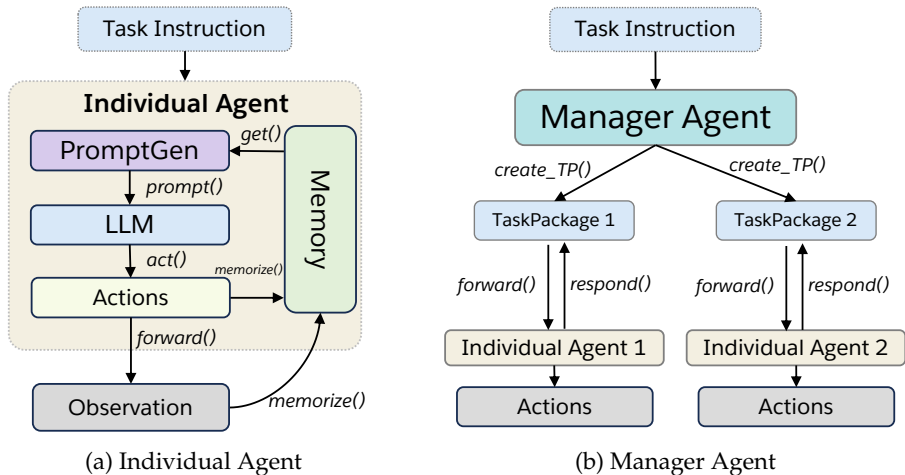 Task Instruction
Individual Agent
get()
PromptGen
prompt()
LLM
act()
Actions
memorize()
Memory
forward()
Observation
memorize()
(a) Individual Agent
Task Instruction
Manager Agent
create_TP()
create_TP()
TaskPackage 1
TaskPackage 2
forward()
respond()
forward()
respond()
Individual Agent 1
Individual Agent 2
Actions
Actions
(b) Manager Agent